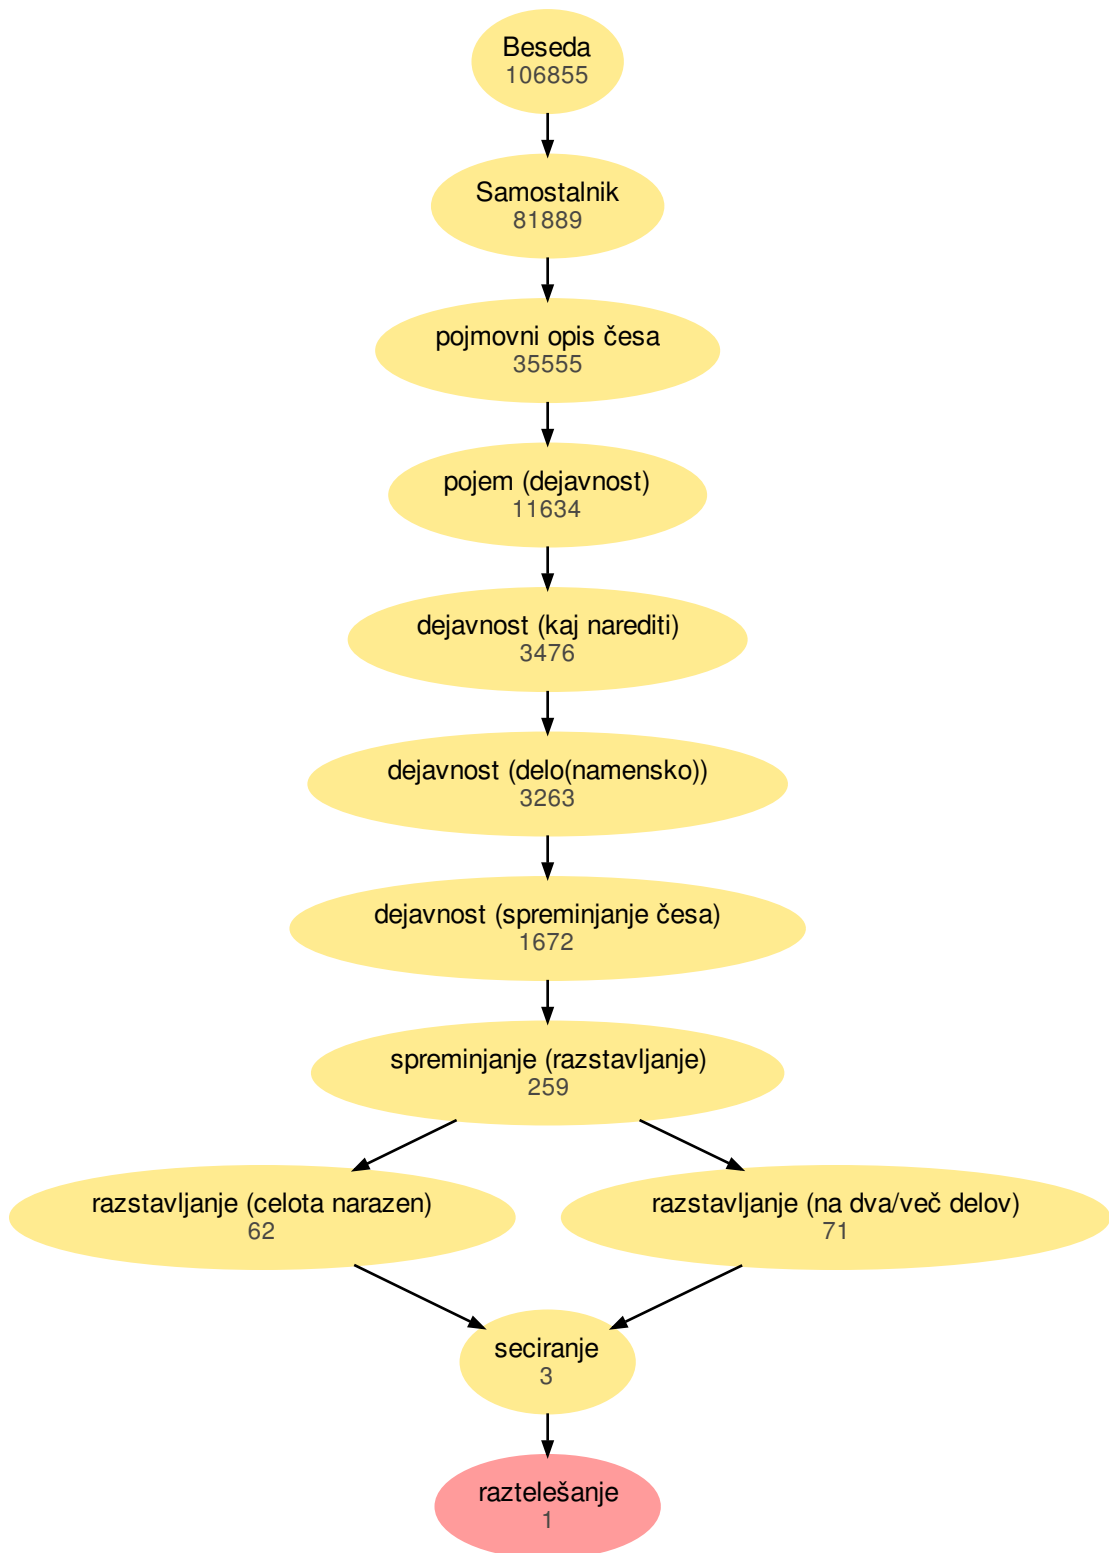 Beseda
106855
Samostalnik
81889
pojmovni opis česa
35555
pojem (dejavnost)
11634
dejavnost (kaj narediti)
3476
dejavnost (delo(namensko))
3263
dejavnost (spreminjanje česa)
1672
spreminjanje (razstavljanje)
259
razstavljanje (celota narazen)
62
razstavljanje (na dva/več delov)
71
seciranje
3
raztelešanje
1